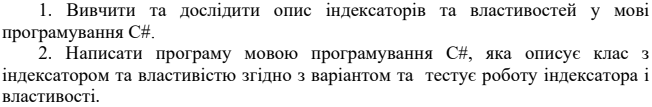 1. Вивчити та дослідити опис індексаторів та властивостей у мові
програмування C#.
2. Написати програму мовою програмування C#, яка описує клас з
індексатором та властивістю згідно з варіантом та тестує роботу індексатора і
властивості.